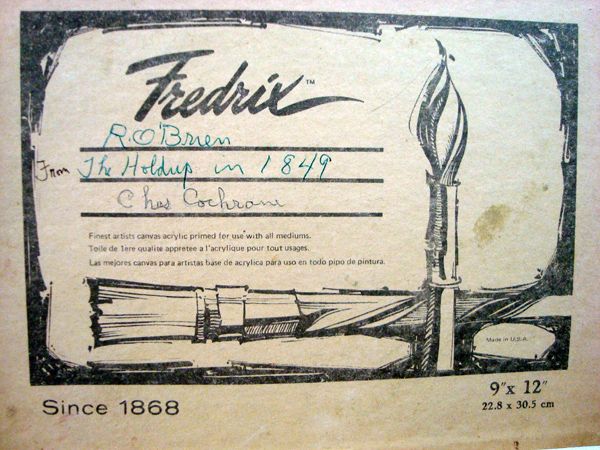 Fredrix™
R. O'Brien
From The Holdup in 1849
Chas Cochrane
Finest artists canvas acrylic primed for use with all mediums.
Toile de 1ere qualite appretee a l'acrylique pour tout usages.
Las mejores canvas para artistas base de acrylica para uso en todo pipo de pintura.
Made in U.S.A.
Since 1868
9" x 12"
22.8 x 30.5 cm